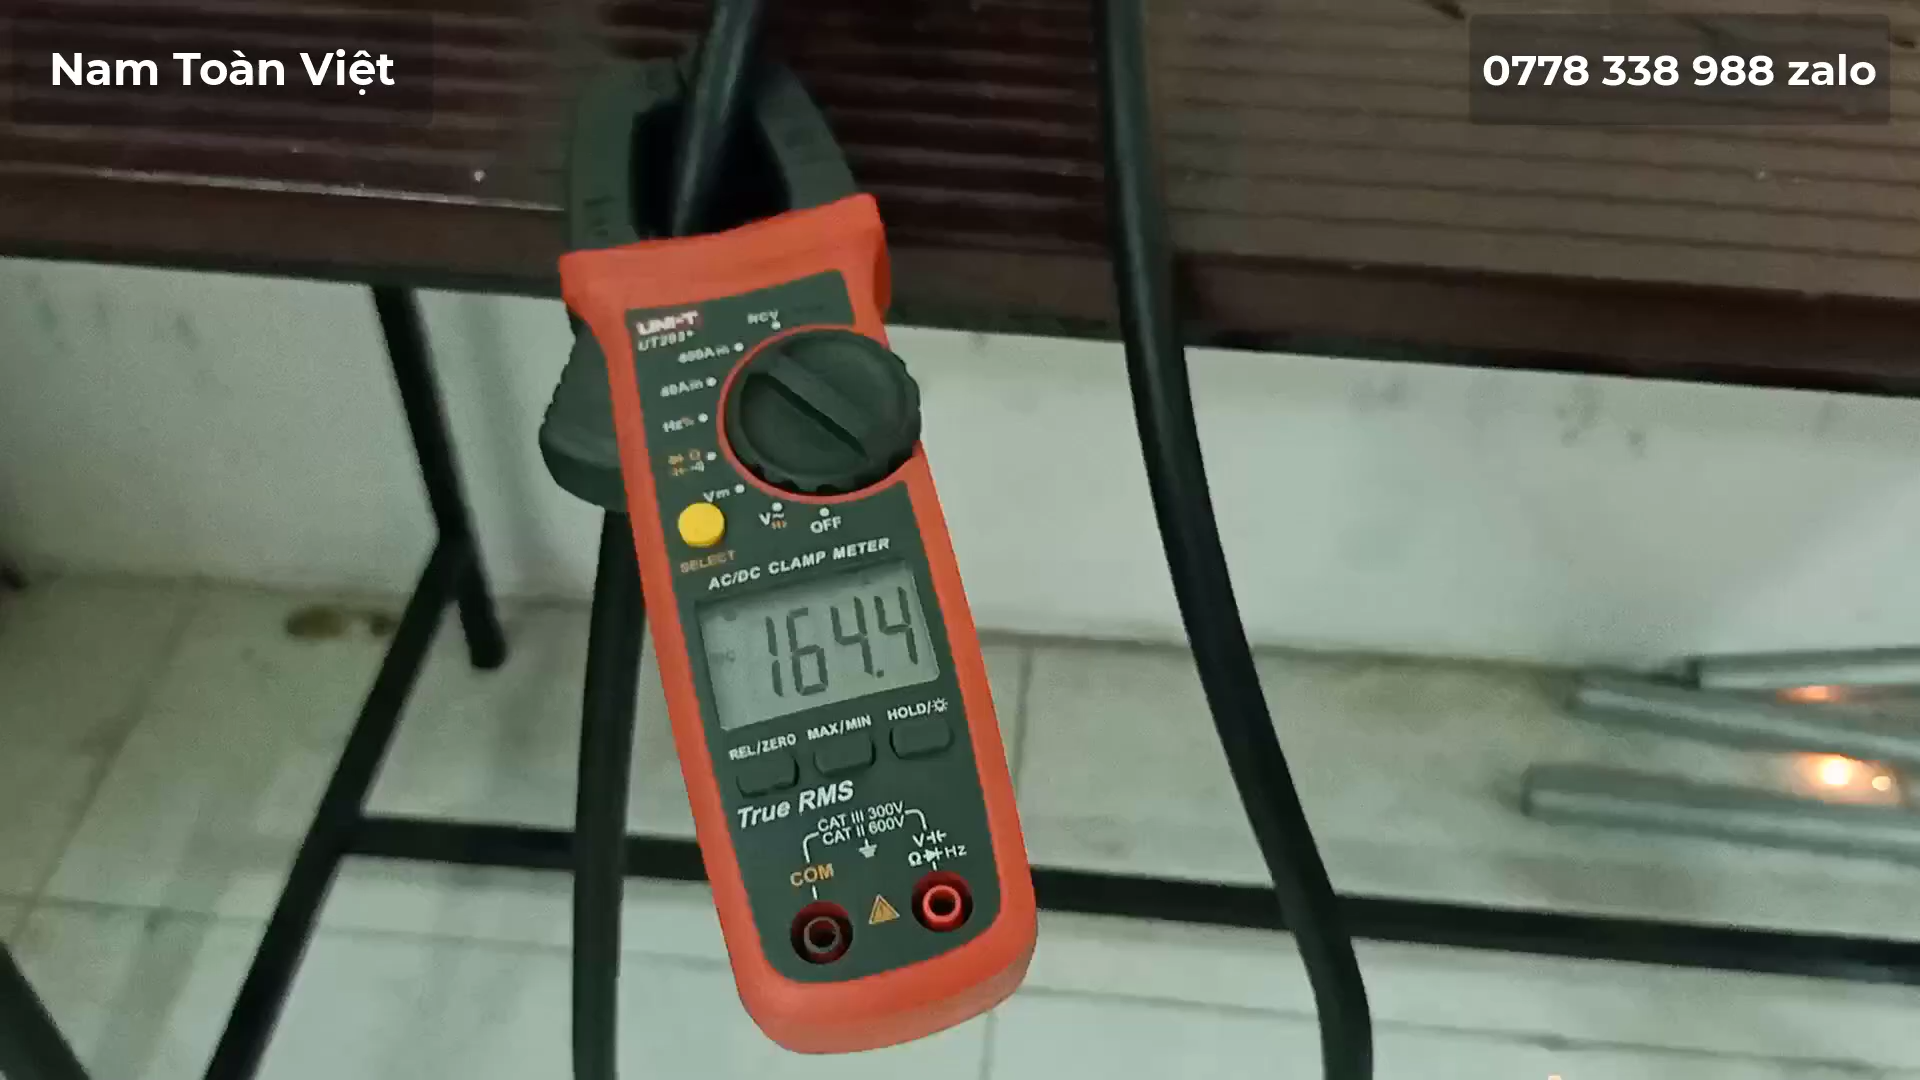 Nam Toàn Việt
0778 338 988 zalo
UNI-T
NCV
SELECT
V~
OFF
AC/DC CLAMP METER
164.4
REL/ZERO MAX/MIN HOLD/
True RMS
CAT III 300V
CAT II 600V
COM
V
Ω Hz